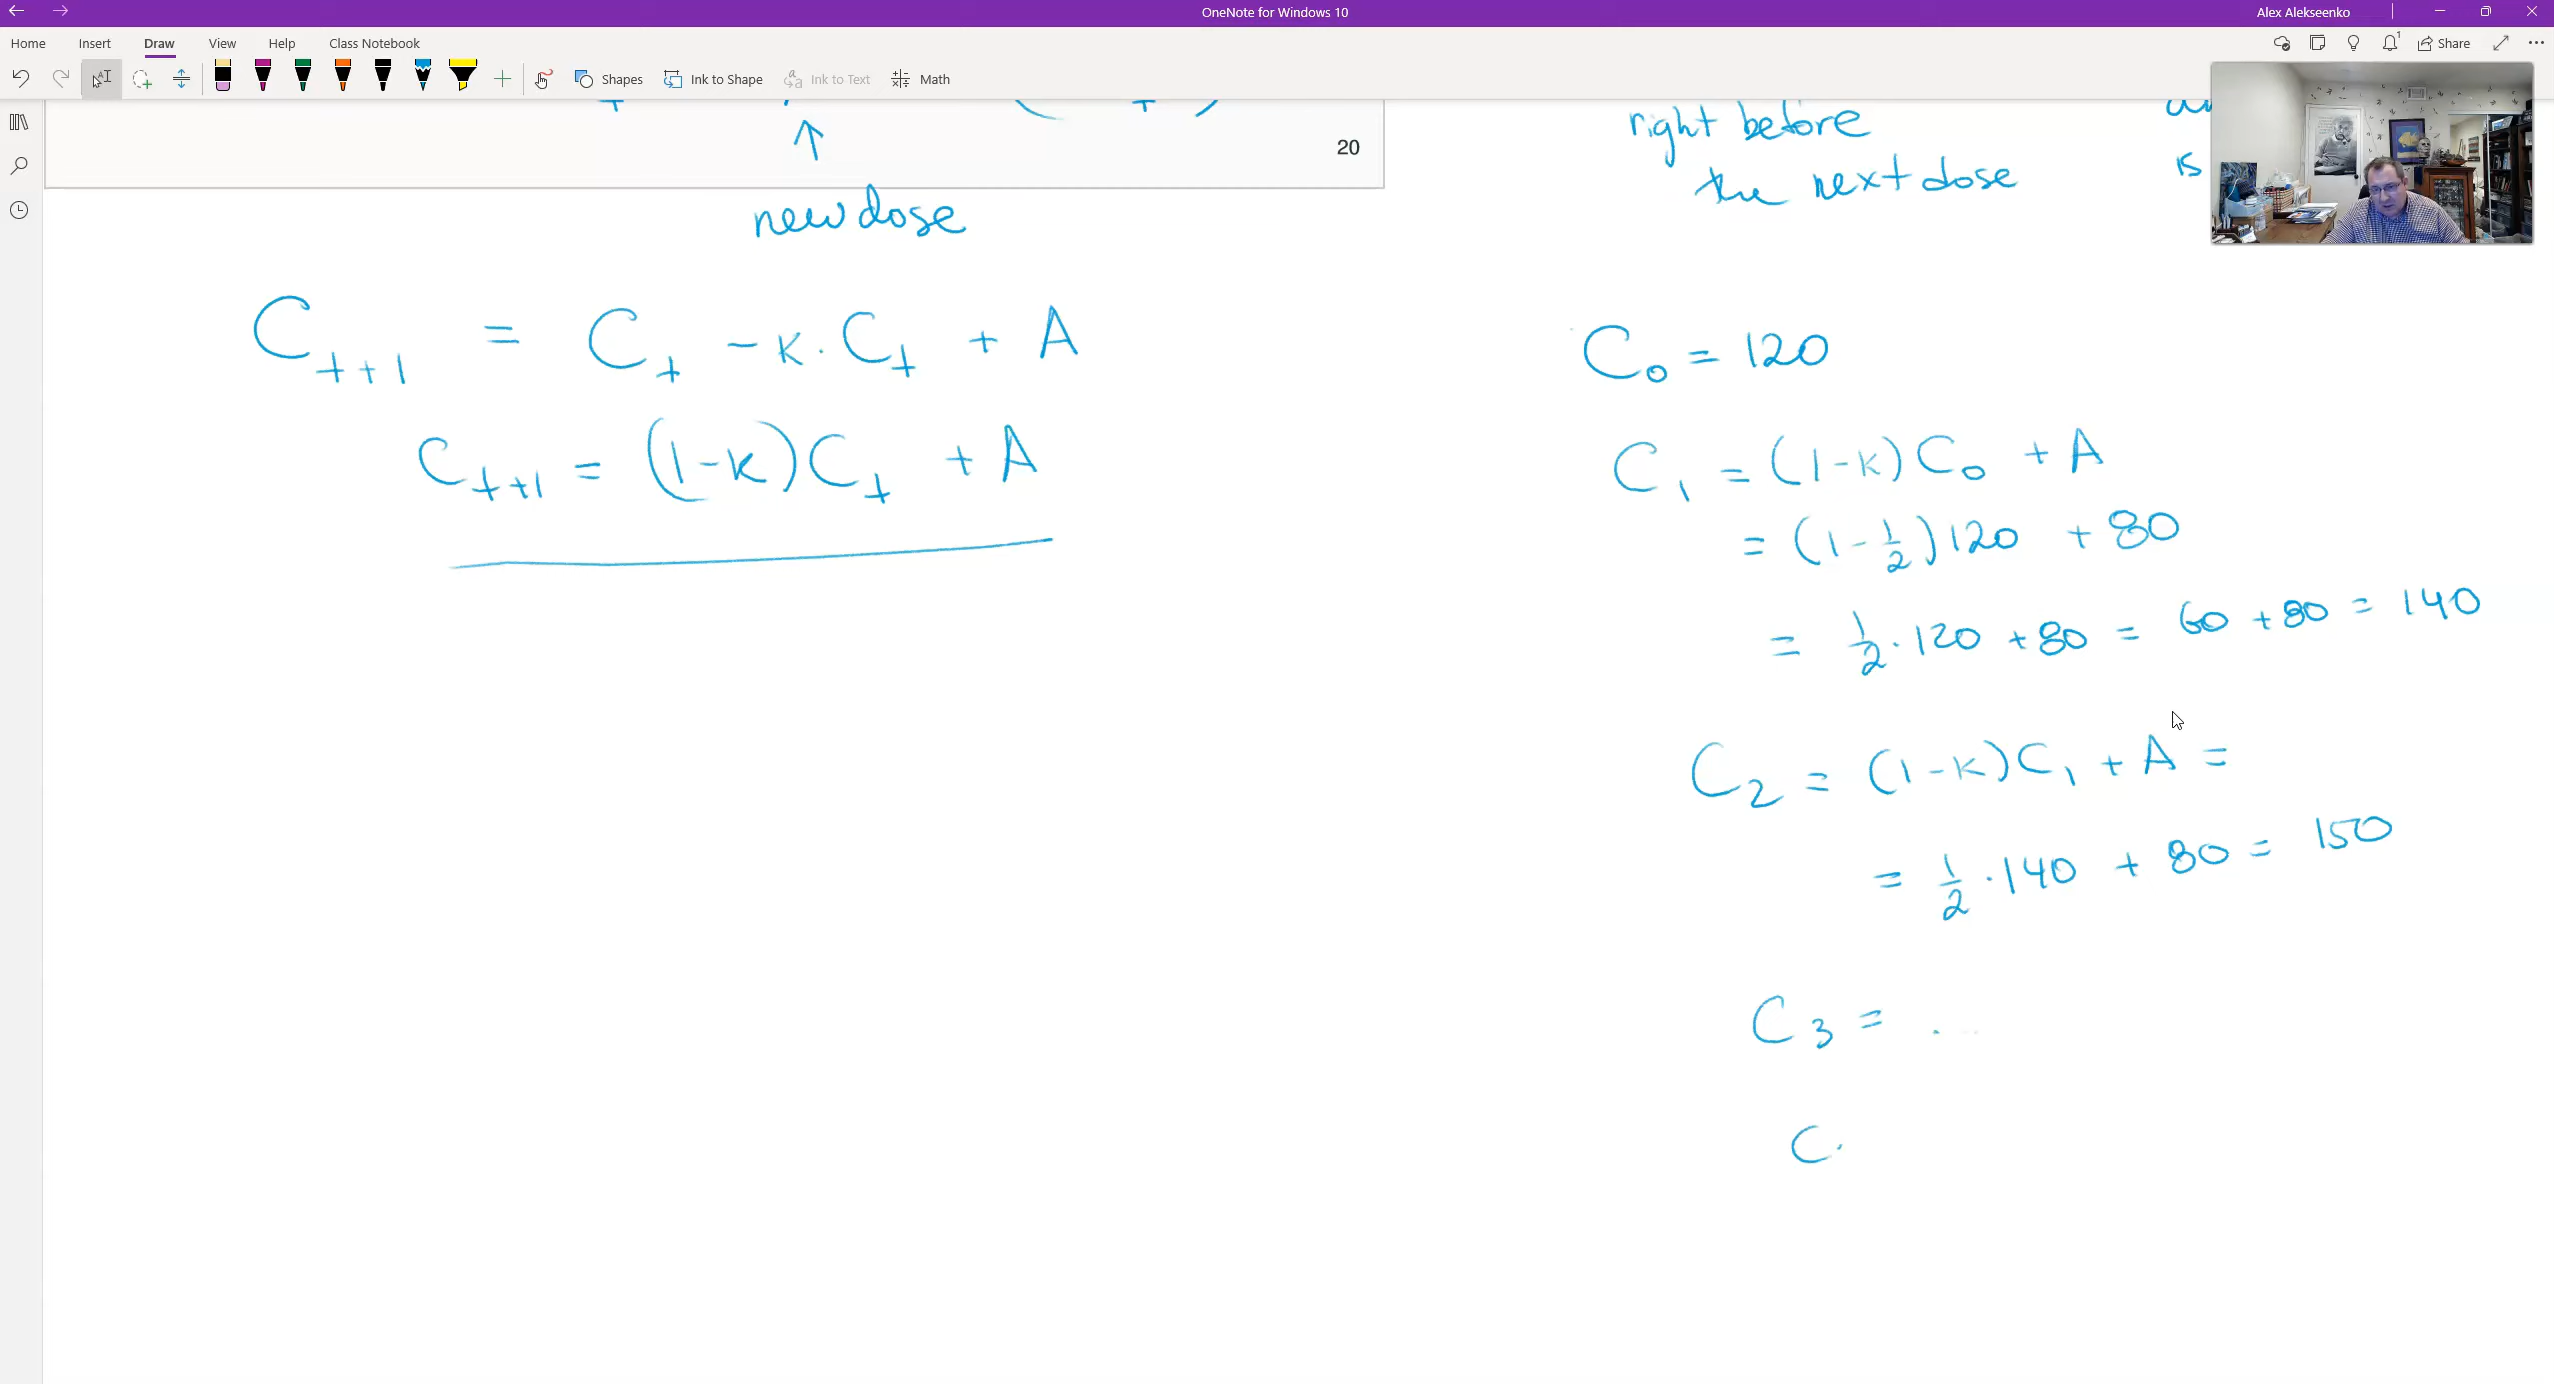 OneNote for Windows 10
Alex Alekseenko
Home Insert Draw View Help Class Notebook
Shapes Ink to Shape Ink to Text Math
1 Share
20
new dose
C_{t+1} = C_t - K · C_t + A
C_{t+1} = (1-K) C_t + A
right before
the next dose
is
C_0 = 120
C_1 = (1-K) C_0 + A
= (1 - 1/2) 120 + 80
= 1/2 · 120 + 80 = 60 + 80 = 140
C_2 = (1-K) C_1 + A =
= 1/2 · 140 + 80 = 150
C_3 = ...
C